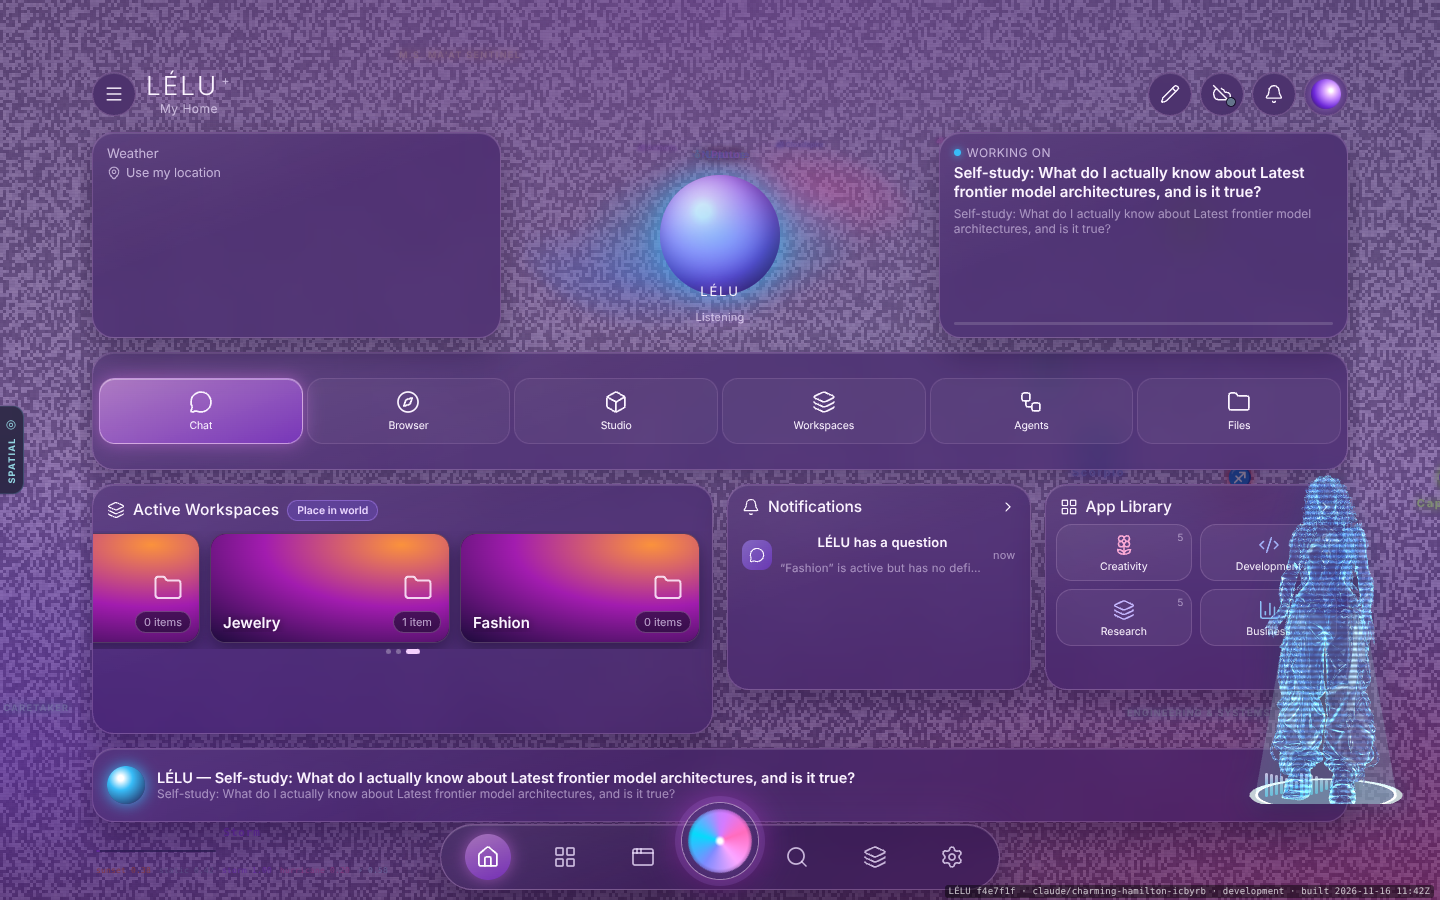 LÉLU +
My Home
Weather
Use my location
LÉLU
Listening
WORKING ON
Self-study: What do I actually know about Latest
frontier model architectures, and is it true?
Self-study: What do I actually know about Latest frontier model
architectures, and is it true?
Chat
Browser
Studio
Workspaces
Agents
Files
SPATIAL
Active Workspaces
Place in world
0 items
Jewelry
1 item
Fashion
0 items
Notifications
LÉLU has a question
"Fashion" is active but has no defi...
now
App Library
Creativity
5
Development
Research
5
Business
LÉLU — Self-study: What do I actually know about Latest frontier model architectures, and is it true?
Self-study: What do I actually know about Latest frontier model architectures, and is it true?
LÉLU f4e7f1f · claude/charming-hamilton-icbyrb · development · built 2026-11-16 11:42Z